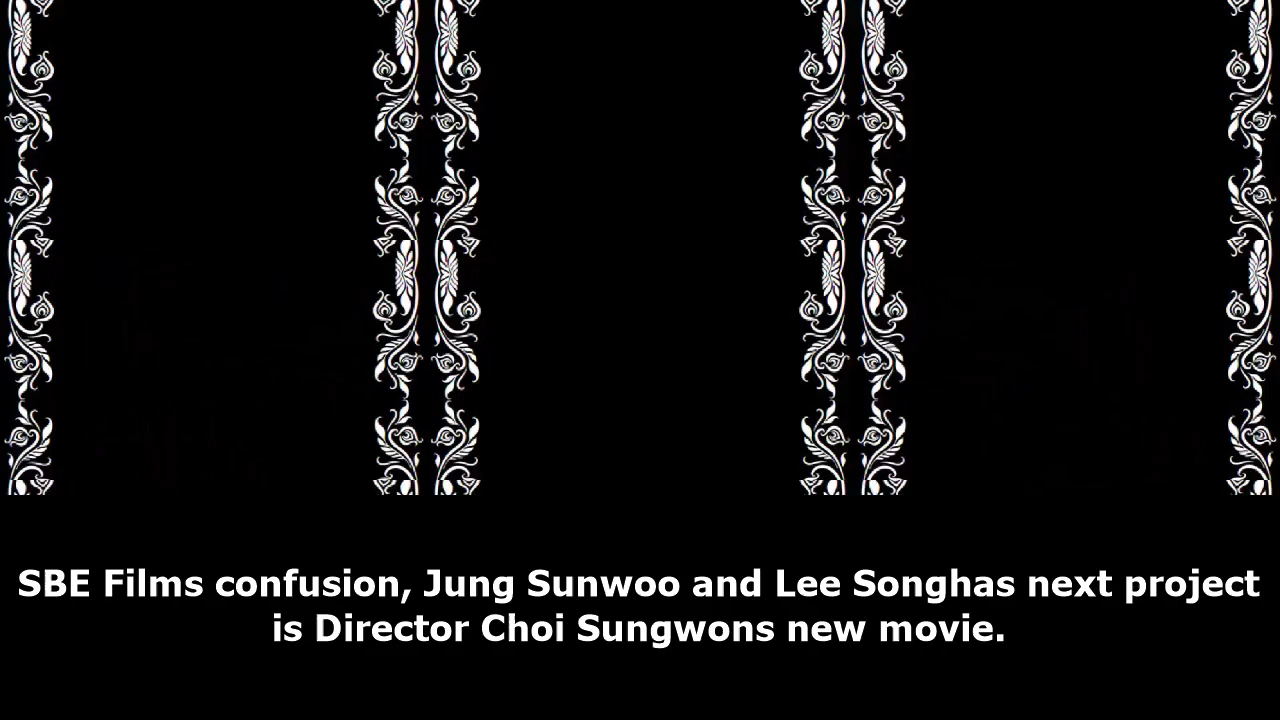 SBE Films confusion, Jung Sunwoo and Lee Songhas next project
is Director Choi Sungwons new movie.